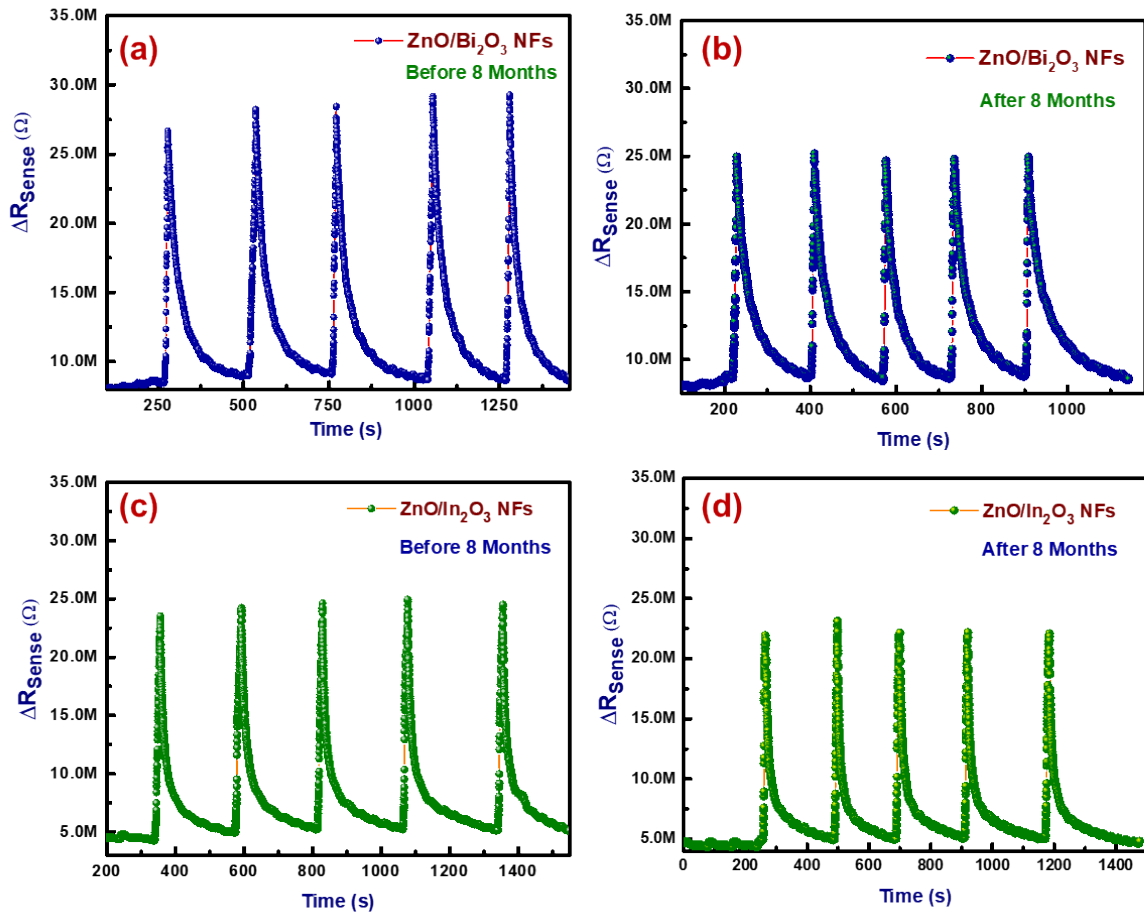 (a)
ZnO/Bi₂O₃ NFs
Before 8 Months
ΔRSense (Ω)
35.0M
30.0M
25.0M
20.0M
15.0M
10.0M
250 500 750 1000 1250
Time (s)
(b)
ZnO/Bi₂O₃ NFs
After 8 Months
ΔRSense (Ω)
35.0M
30.0M
25.0M
20.0M
15.0M
10.0M
200 400 600 800 1000
Time (s)
(c)
ZnO/In₂O₃ NFs
Before 8 Months
ΔRSense (Ω)
35.0M
30.0M
25.0M
20.0M
15.0M
10.0M
5.0M
200 400 600 800 1000 1200 1400
Time (s)
(d)
ZnO/In₂O₃ NFs
After 8 Months
ΔRSense (Ω)
35.0M
30.0M
25.0M
20.0M
15.0M
10.0M
5.0M
0 200 400 600 800 1000 1200 1400
Time (s)